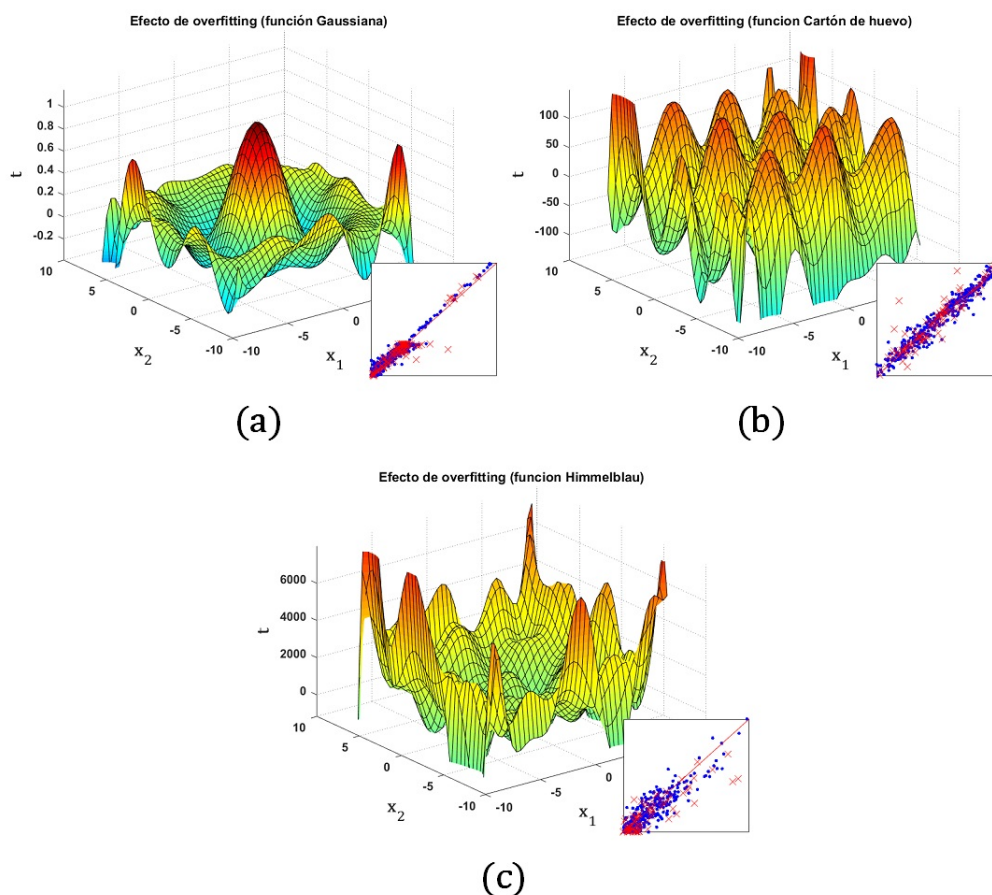 Efecto de overfitting (función Gaussiana)
1
0.8
0.6
0.4
0.2
0
-0.2
t
10
5
0
-5
-10
x2
-10
-5
0
x1
(a)
Efecto de overfitting (funcion Cartón de huevo)
100
50
0
-50
-100
t
10
5
0
-5
-10
x2
-10
-5
0
x1
(b)
Efecto de overfitting (funcion Himmelblau)
6000
4000
2000
0
t
10
5
0
-5
-10
x2
-10
-5
0
x1
(c)